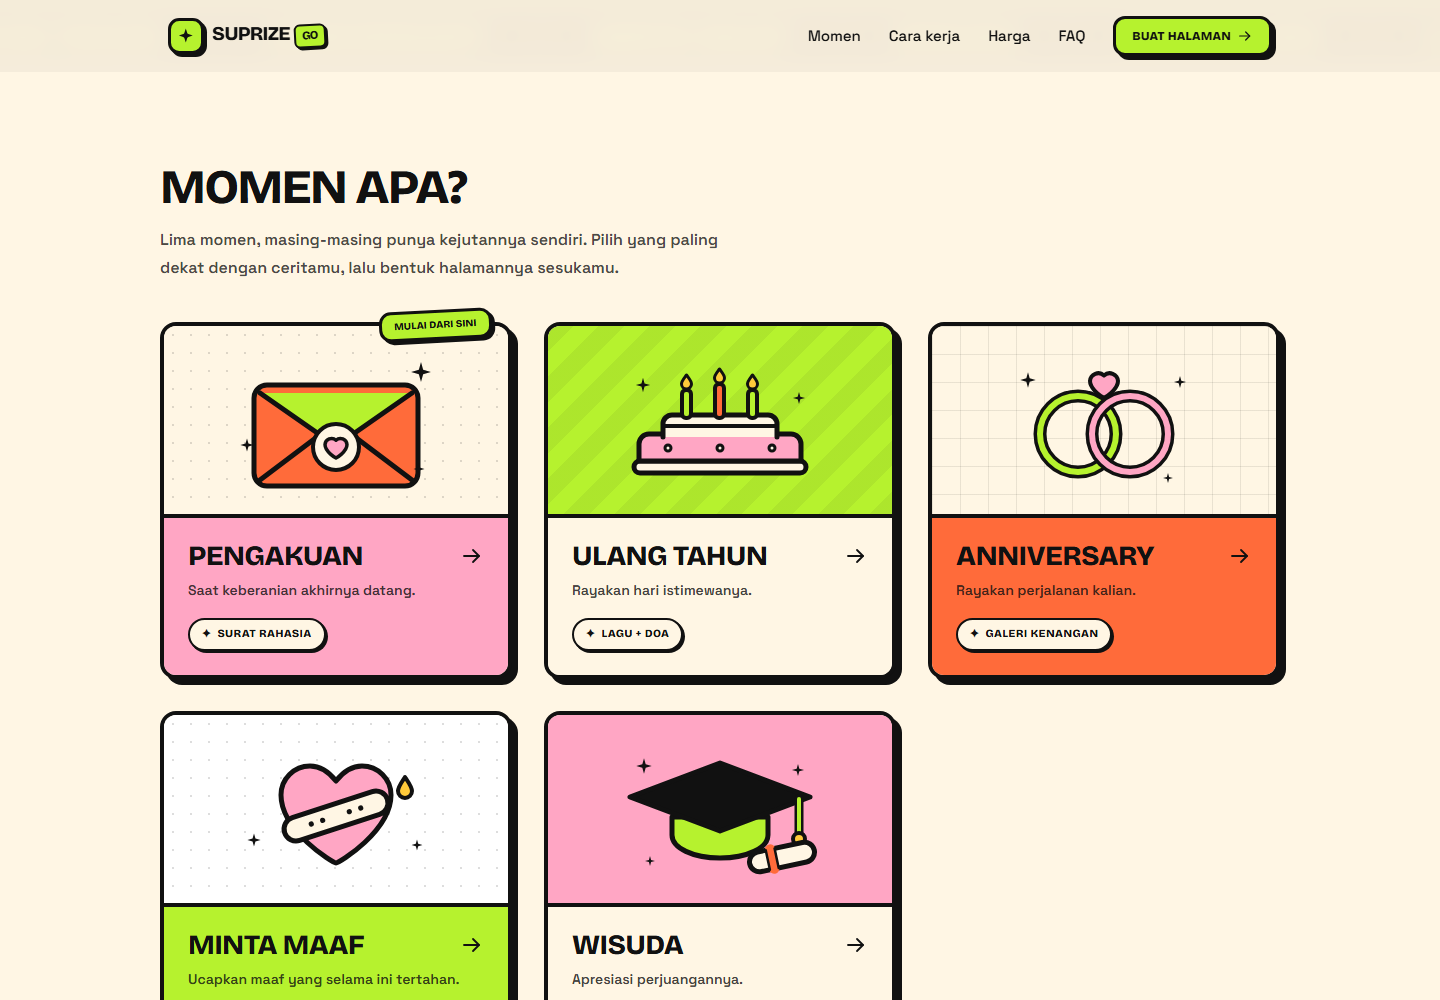 SUPRIZE GO
Momen
Cara kerja
Harga
FAQ
BUAT HALAMAN
MOMEN APA?
Lima momen, masing-masing punya kejutannya sendiri. Pilih yang paling
dekat dengan ceritamu, lalu bentuk halamannya sesukamu.
MULAI DARI SINI
PENGAKUAN
Saat keberanian akhirnya datang.
SURAT RAHASIA
ULANG TAHUN
Rayakan hari istimewanya.
LAGU + DOA
ANNIVERSARY
Rayakan perjalanan kalian.
GALERI KENANGAN
MINTA MAAF
Ucapkan maaf yang selama ini tertahan.
WISUDA
Apresiasi perjuangannya.